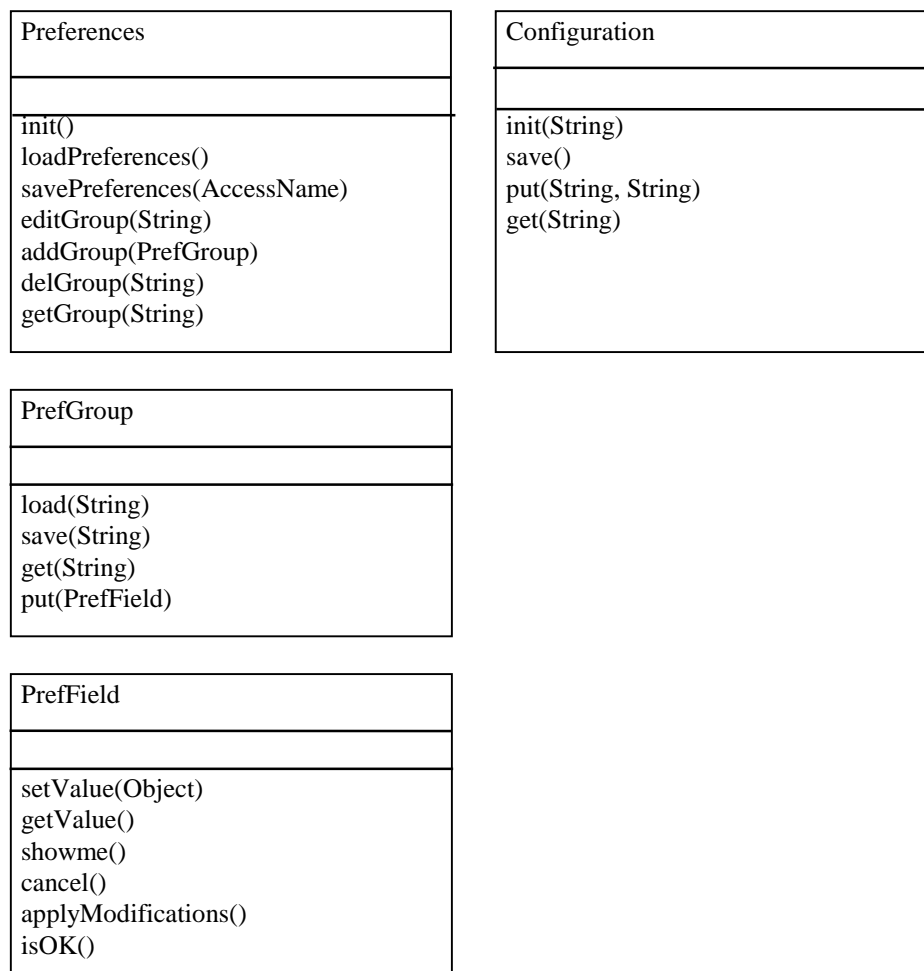 Preferences
init()
loadPreferences()
savePreferences(AccessName)
editGroup(String)
addGroup(PrefGroup)
delGroup(String)
getGroup(String)
Configuration
init(String)
save()
put(String, String)
get(String)
PrefGroup
load(String)
save(String)
get(String)
put(PrefField)
PrefField
setValue(Object)
getValue()
showme()
cancel()
applyModifications()
isOK()